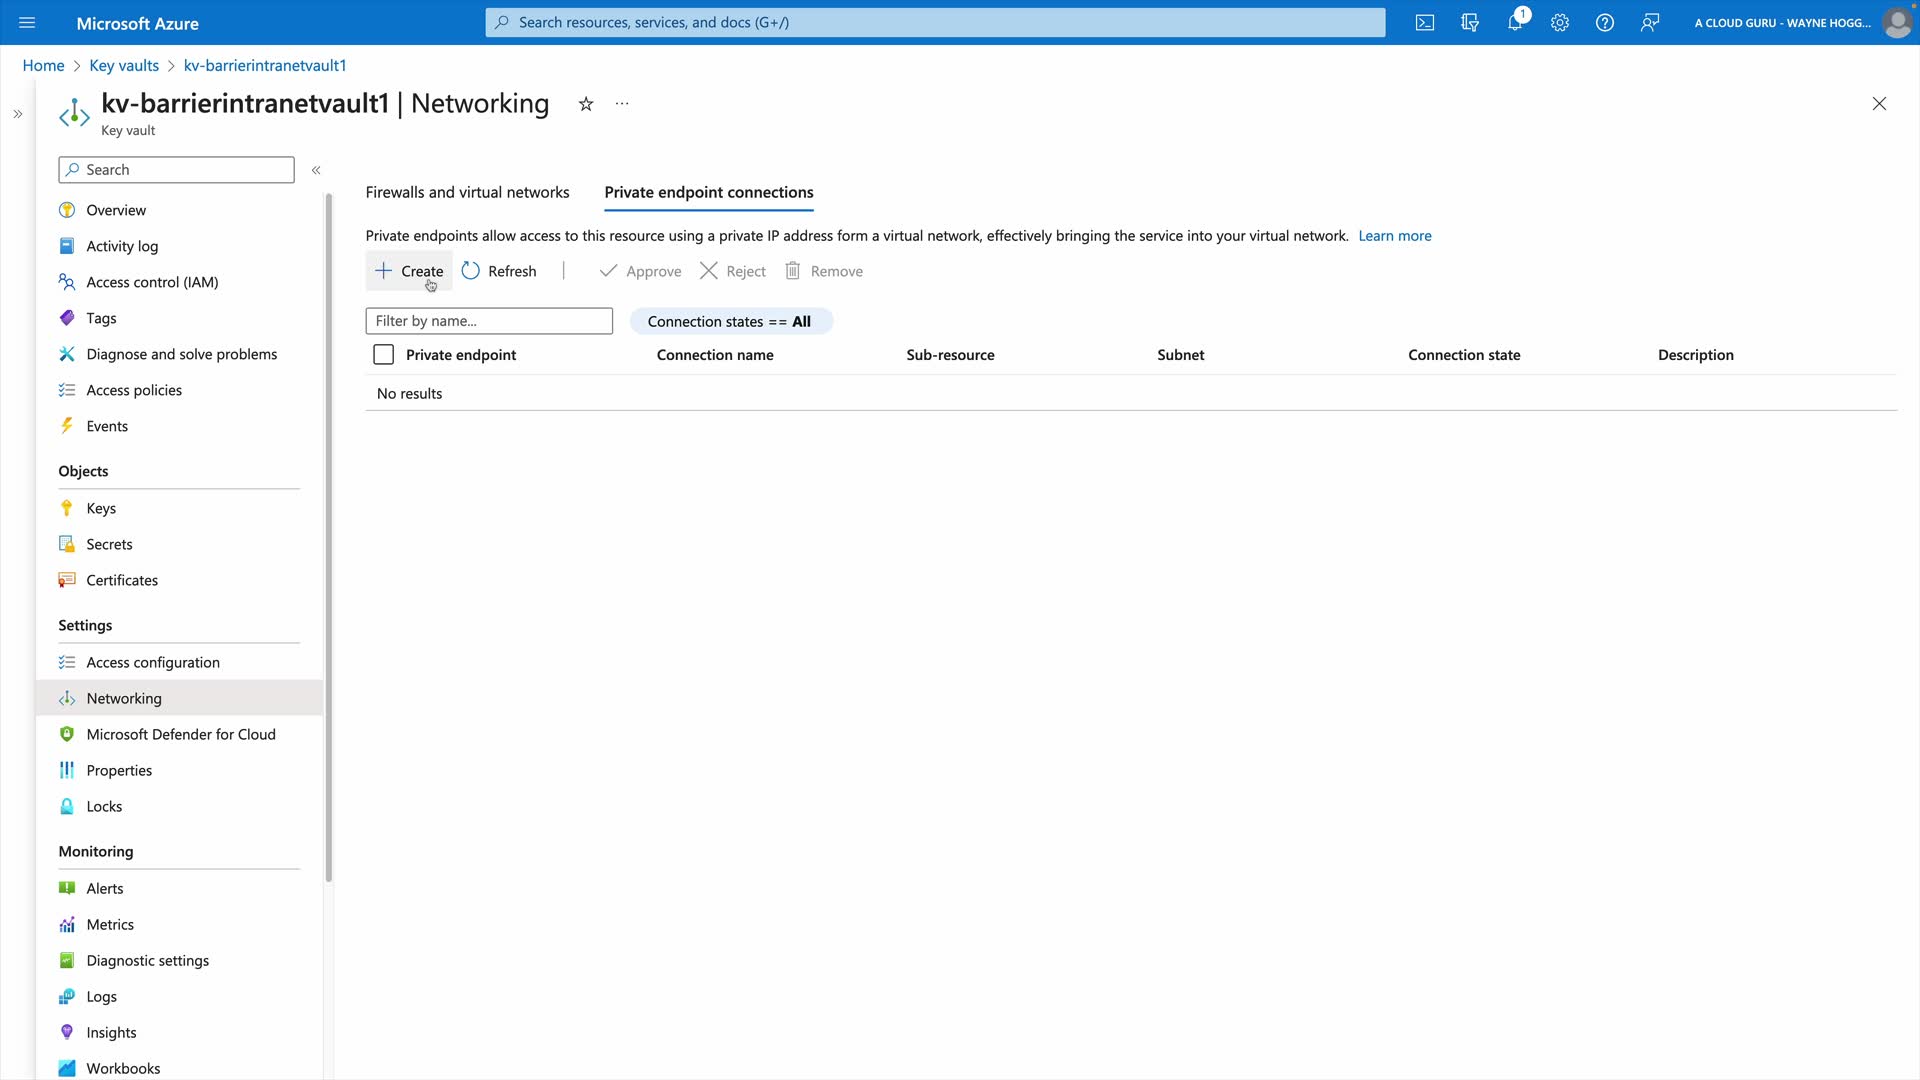 Microsoft Azure
Search resources, services, and docs (G+/)
1
A CLOUD GURU - WAYNE HOGG...
Home > Key vaults > kv-barrierintranetvault1
kv-barrierintranetvault1 | Networking
Key vault
Search
Overview
Activity log
Access control (IAM)
Tags
Diagnose and solve problems
Access policies
Events
Objects
Keys
Secrets
Certificates
Settings
Access configuration
Networking
Microsoft Defender for Cloud
Properties
Locks
Monitoring
Alerts
Metrics
Diagnostic settings
Logs
Insights
Workbooks
Firewalls and virtual networks
Private endpoint connections
Private endpoints allow access to this resource using a private IP address form a virtual network, effectively bringing the service into your virtual network. Learn more
Create Refresh | Approve Reject Remove
Filter by name...
Connection states == All
Private endpoint Connection name Sub-resource Subnet Connection state Description
No results